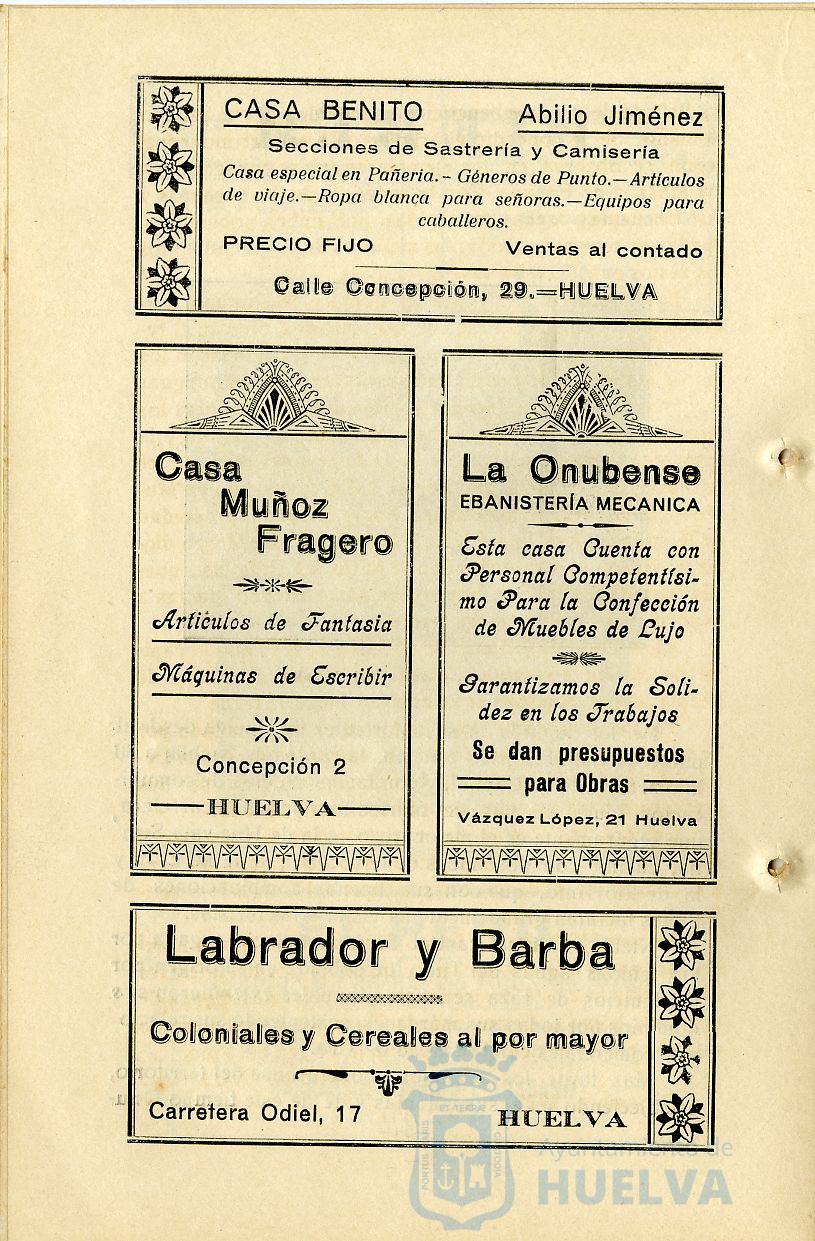 CASA BENITO Abilio Jiménez
Secciones de Sastrería y Camisería
Casa especial en Pañeria.- Géneros de Punto.—Artículos
de viaje.—Ropa blanca para señoras.—Equipos para
caballeros.
PRECIO FIJO Ventas al contado
Calle Concepción, 29.=HUELVA
Casa
Muñoz
Fragero
Artículos de Fantasia
Máquinas de Escribir
Concepción 2
HUELVA
La Onubense
EBANISTERÍA MECANICA
Esta casa Cuenta con
Personal Competentísi-
mo Para la Confección
de Muebles de Lujo
Garantizamos la Soli-
dez en los Trabajos
Se dan presupuestos
para Obras
Vázquez López, 21 Huelva
Labrador y Barba
Coloniales y Cereales al por mayor
Carretera Odiel, 17 HUELVA
Ayuntamiento de
HUELVA